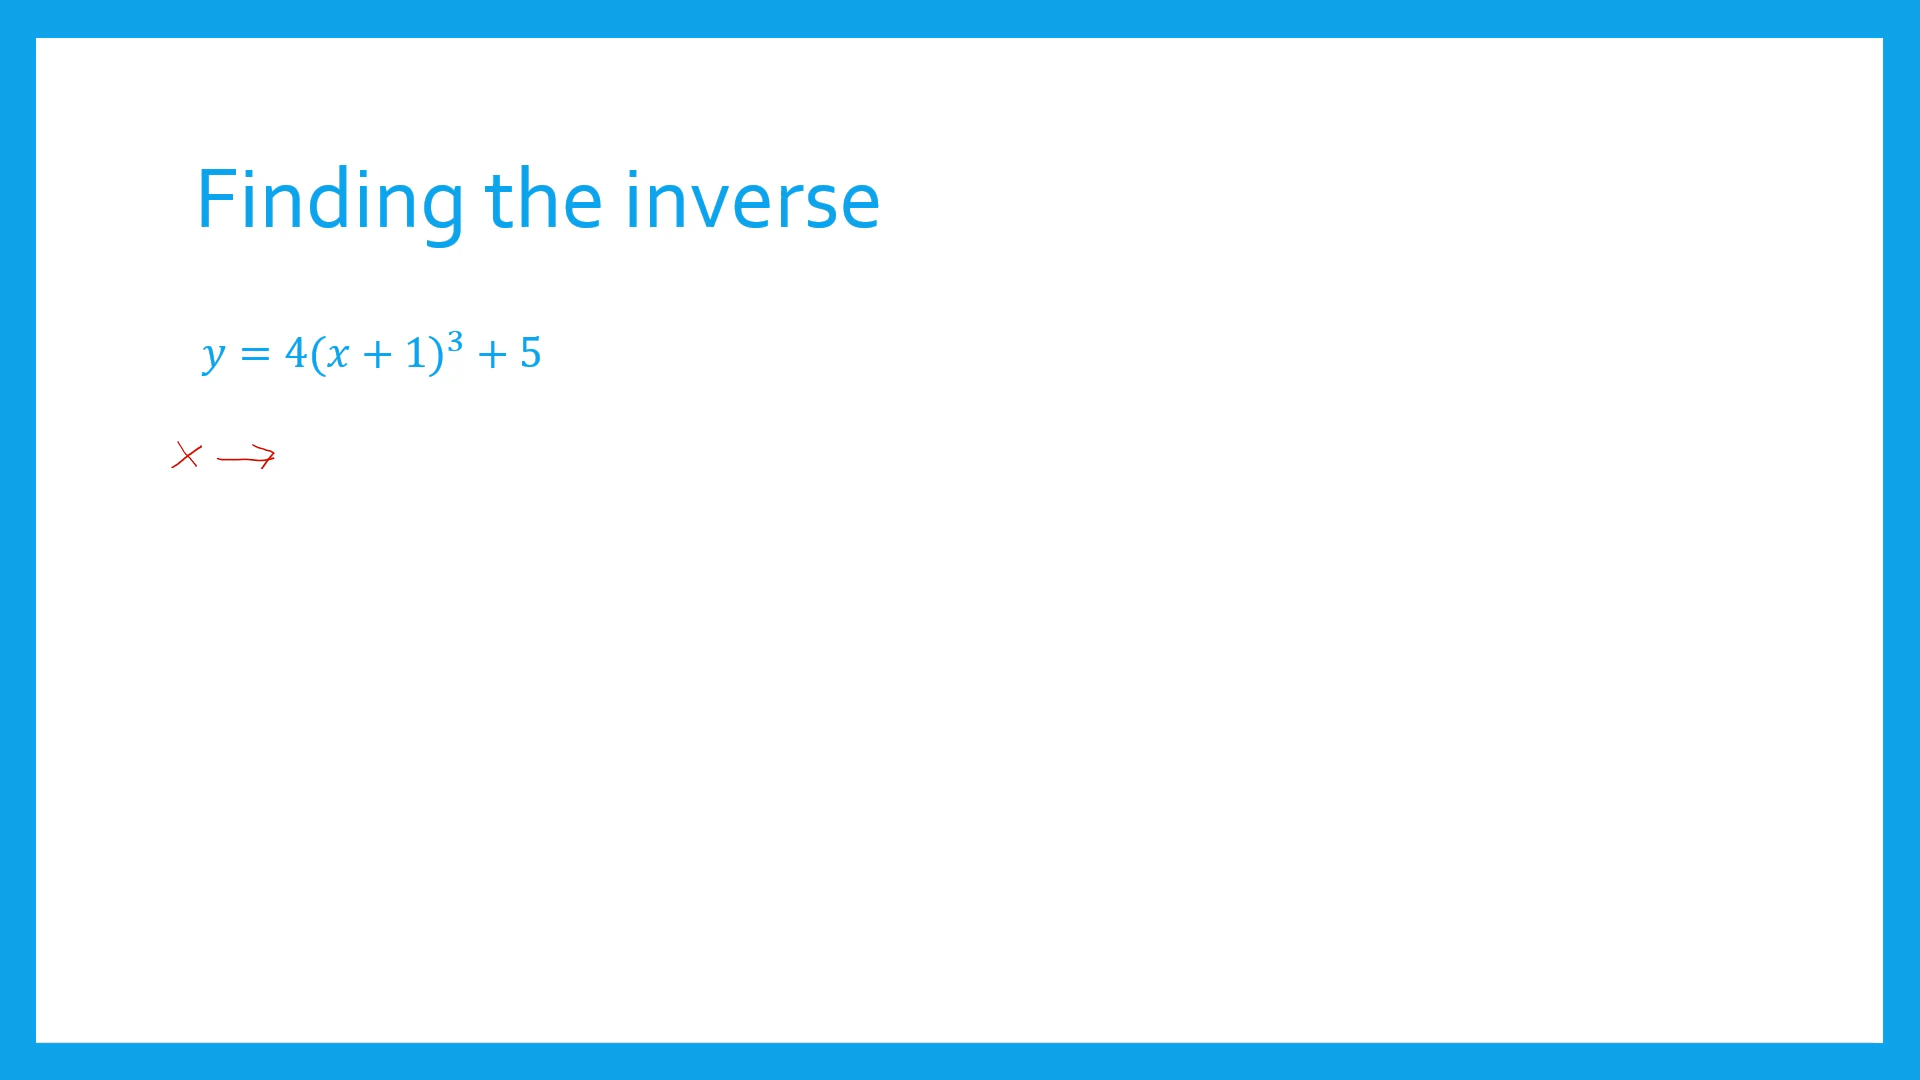 Finding the inverse
y = 4(x + 1)³ + 5
x →